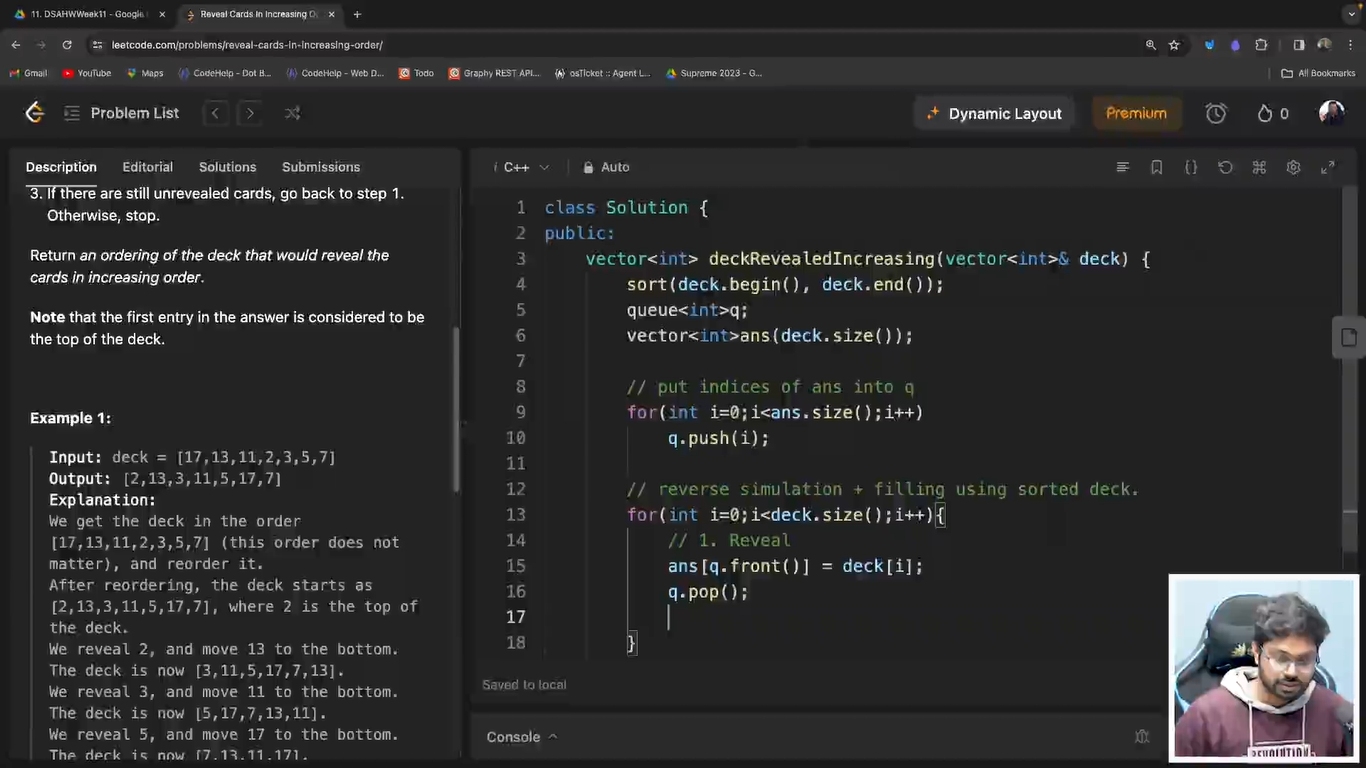 11. DSAHWWeek11 - Google
Reveal Cards In Increasing O
leetcode.com/problems/reveal-cards-in-increasing-order/
Gmail
YouTube
Maps
CodeHelp - Dot B...
CodeHelp - Web D...
Todo
Graphy REST API...
osTicket :: Agent L...
Supreme 2023 - G...
All Bookmarks
Problem List
Dynamic Layout
Premium
0
Description
Editorial
Solutions
Submissions
3. If there are still unrevealed cards, go back to step 1.
Otherwise, stop.
Return an ordering of the deck that would reveal the
cards in increasing order.
Note that the first entry in the answer is considered to be
the top of the deck.
Example 1:
Input: deck = [17,13,11,2,3,5,7]
Output: [2,13,3,11,5,17,7]
Explanation:
We get the deck in the order
[17,13,11,2,3,5,7] (this order does not
matter), and reorder it.
After reordering, the deck starts as
[2,13,3,11,5,17,7], where 2 is the top of
the deck.
We reveal 2, and move 13 to the bottom.
The deck is now [3,11,5,17,7,13].
We reveal 3, and move 11 to the bottom.
The deck is now [5,17,7,13,11].
We reveal 5, and move 17 to the bottom.
The deck is now [7,13,11,17].
C++
Auto
1 class Solution {
2 public:
3 vector<int> deckRevealedIncreasing(vector<int>& deck) {
4 sort(deck.begin(), deck.end());
5 queue<int>q;
6 vector<int>ans(deck.size());
7
8 // put indices of ans into q
9 for(int i=0;i<ans.size();i++)
10 q.push(i);
11
12 // reverse simulation + filling using sorted deck.
13 for(int i=0;i<deck.size();i++){
14 // 1. Reveal
15 ans[q.front()] = deck[i];
16 q.pop();
17
18 }
Saved to local
Console